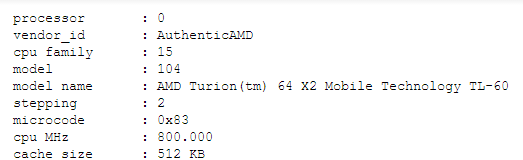 processor : 0
vendor_id : AuthenticAMD
cpu family : 15
model : 104
model name : AMD Turion(tm) 64 X2 Mobile Technology TL-60
stepping : 2
microcode : 0x83
cpu MHz : 800.000
cache size : 512 KB